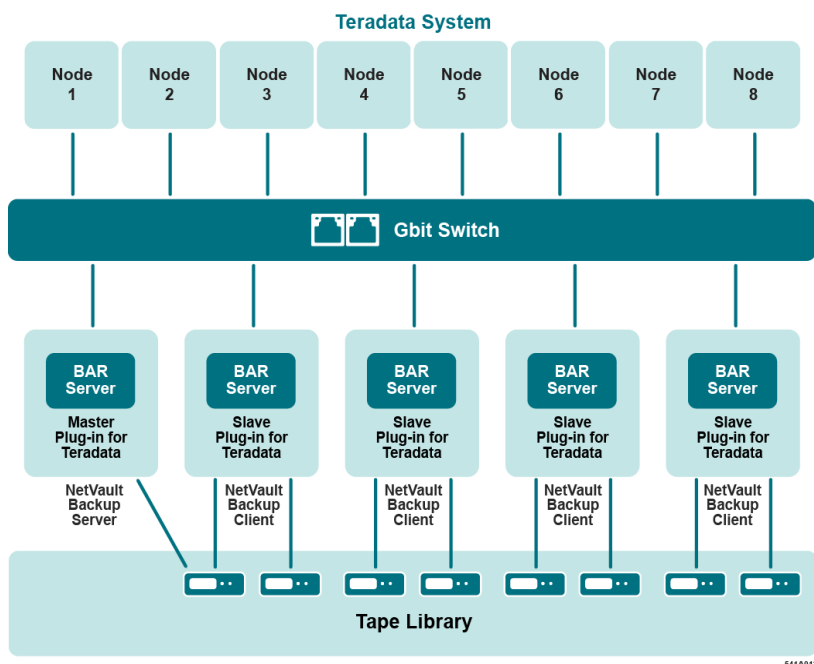 Teradata System
Node
1
Node
2
Node
3
Node
4
Node
5
Node
6
Node
7
Node
8
Gbit Switch
BAR
Server
Master
Plug-in for
Teradata
BAR
Server
Slave
Plug-in for
Teradata
BAR
Server
Slave
Plug-in for
Teradata
BAR
Server
Slave
Plug-in for
Teradata
BAR
Server
Slave
Plug-in for
Teradata
NetVault
Backup
Server
NetVault
Backup
Client
NetVault
Backup
Client
NetVault
Backup
Client
NetVault
Backup
Client
Tape Library